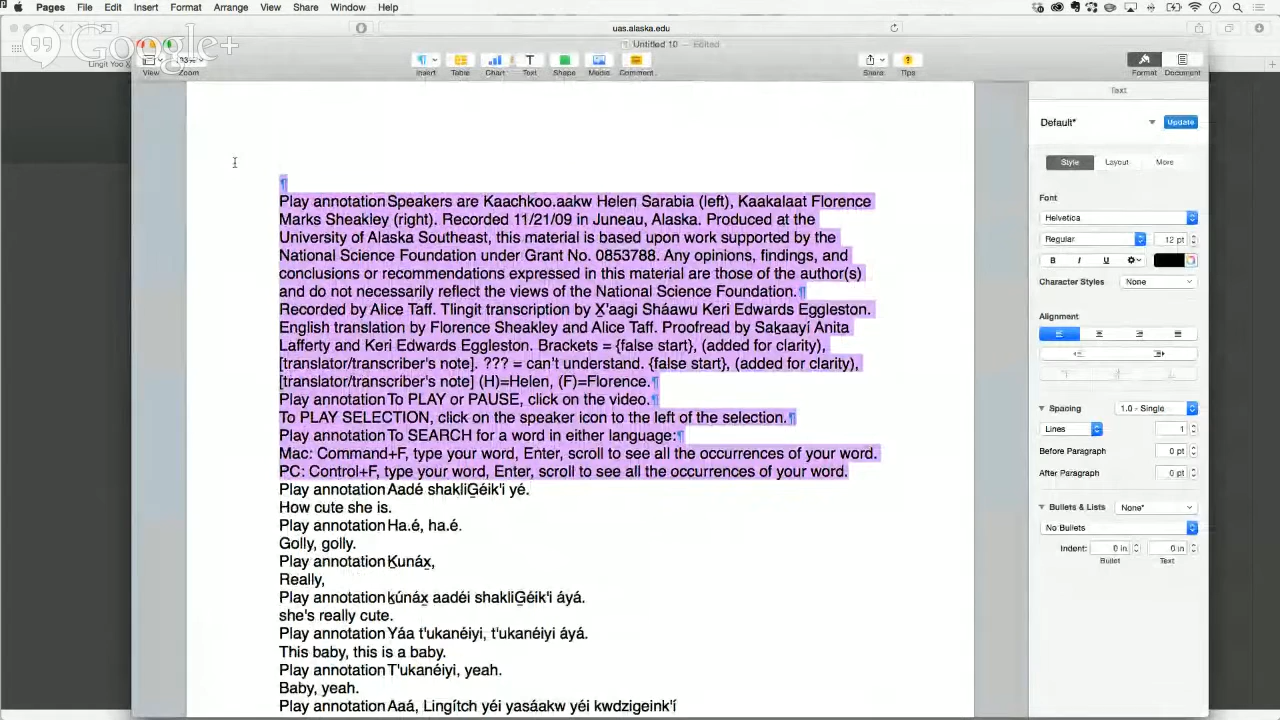 Pages File Edit Insert Format Arrange View Share Window Help
uas.alaska.edu
Google+
Lingít Yoo X
Untitled 10 — Edited
View Zoom Insert Table Chart Text Shape Media Comment Share Tips Format Document
Text
Default* Update
Style Layout More
Font
Helvetica
Regular 12 pt
B I U
Character Styles None
Alignment
Spacing 1.0 - Single
Lines 1
Before Paragraph 0 pt
After Paragraph 0 pt
Bullets & Lists None*
No Bullets
Indent: 0 in 0 in
Bullet Text
¶
Play annotation Speakers are Kaachkoo.aakw Helen Sarabia (left), Kaakalaat Florence
Marks Sheakley (right). Recorded 11/21/09 in Juneau, Alaska. Produced at the
University of Alaska Southeast, this material is based upon work supported by the
National Science Foundation under Grant No. 0853788. Any opinions, findings, and
conclusions or recommendations expressed in this material are those of the author(s)
and do not necessarily reflect the views of the National Science Foundation.¶
Recorded by Alice Taff. Tlingit transcription by X̱'aagi Sháawu Keri Edwards Eggleston.
English translation by Florence Sheakley and Alice Taff. Proofread by Saḵaayí Anita
Lafferty and Keri Edwards Eggleston. Brackets = {false start}, (added for clarity),
[translator/transcriber's note]. ??? = can't understand. {false start}, (added for clarity),
[translator/transcriber's note] (H)=Helen, (F)=Florence.¶
Play annotation To PLAY or PAUSE, click on the video.¶
To PLAY SELECTION, click on the speaker icon to the left of the selection.¶
Play annotation To SEARCH for a word in either language:¶
Mac: Command+F, type your word, Enter, scroll to see all the occurrences of your word.
PC: Control+F, type your word, Enter, scroll to see all the occurrences of your word.
Play annotation Aadé shakliG̱éik'i yé.
How cute she is.
Play annotation Ha.é, ha.é.
Golly, golly.
Play annotation Ḵunáx̱,
Really,
Play annotation ḵúnáx̱ aadéi shakliG̱éik'i áyá.
she's really cute.
Play annotation Yáa t'ukanéiyi, t'ukanéiyi áyá.
This baby, this is a baby.
Play annotation T'ukanéiyi, yeah.
Baby, yeah.
Play annotation Aaá, Lingítch yéi yasáakw yéi kwdzigeink'í